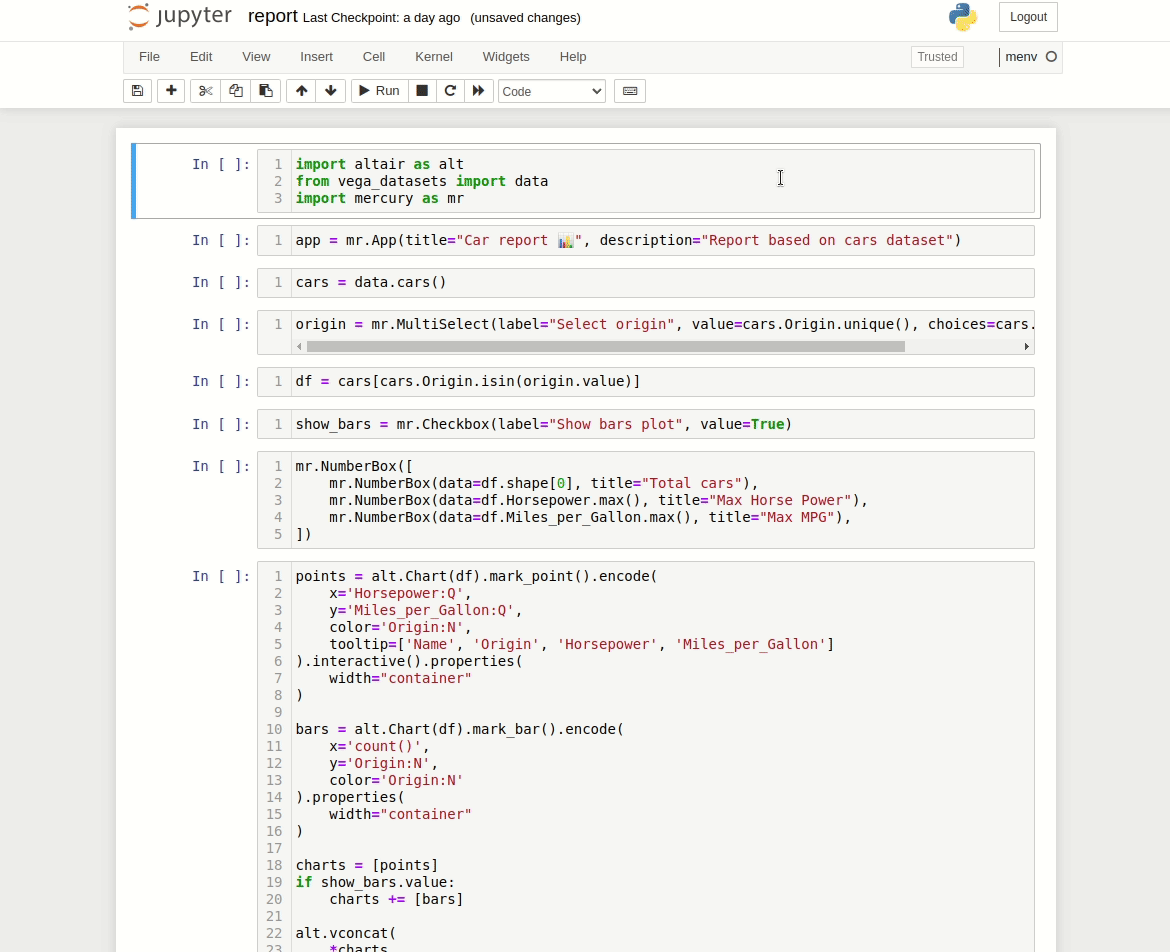 jupyter report Last Checkpoint: a day ago (unsaved changes) Logout
File Edit View Insert Cell Kernel Widgets Help Trusted menv
Run Code
In [ ]: 1 import altair as alt
2 from vega_datasets import data
3 import mercury as mr
In [ ]: 1 app = mr.App(title="Car report 📊", description="Report based on cars dataset")
In [ ]: 1 cars = data.cars()
In [ ]: 1 origin = mr.MultiSelect(label="Select origin", value=cars.Origin.unique(), choices=cars.
In [ ]: 1 df = cars[cars.Origin.isin(origin.value)]
In [ ]: 1 show_bars = mr.Checkbox(label="Show bars plot", value=True)
In [ ]: 1 mr.NumberBox([
2     mr.NumberBox(data=df.shape[0], title="Total cars"),
3     mr.NumberBox(data=df.Horsepower.max(), title="Max Horse Power"),
4     mr.NumberBox(data=df.Miles_per_Gallon.max(), title="Max MPG"),
5 ])
In [ ]: 1 points = alt.Chart(df).mark_point().encode(
2     x='Horsepower:Q',
3     y='Miles_per_Gallon:Q',
4     color='Origin:N',
5     tooltip=['Name', 'Origin', 'Horsepower', 'Miles_per_Gallon']
6 ).interactive().properties(
7     width="container"
8 )
9
10 bars = alt.Chart(df).mark_bar().encode(
11     x='count()',
12     y='Origin:N',
13     color='Origin:N'
14 ).properties(
15     width="container"
16 )
17
18 charts = [points]
19 if show_bars.value:
20     charts += [bars]
21
22 alt.vconcat(
23     *charts